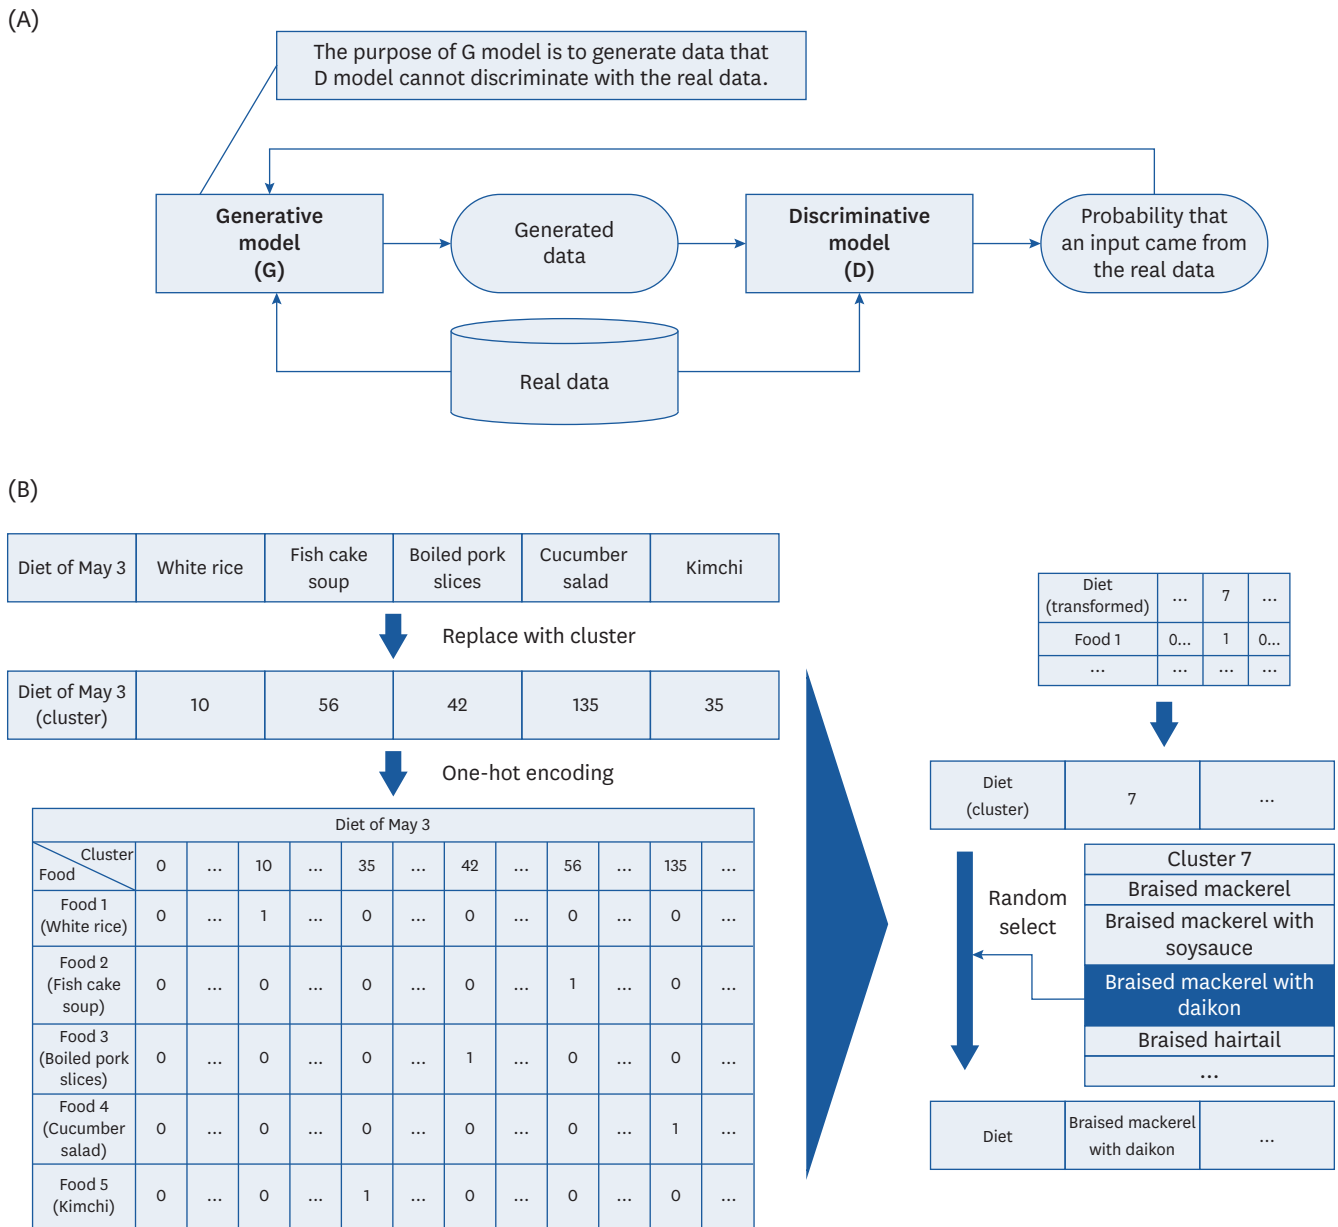 (A)
The purpose of G model is to generate data that
D model cannot discriminate with the real data.
Generative
model
(G)
Generated
data
Discriminative
model
(D)
Probability that
an input came from
the real data
Real data
(B)
Diet of May 3 White rice Fish cake soup Boiled pork slices Cucumber salad Kimchi
Replace with cluster
Diet of May 3 (cluster) 10 56 42 135 35
One-hot encoding
Diet of May 3
Cluster Food 0 ... 10 ... 35 ... 42 ... 56 ... 135 ...
Food 1 (White rice) 0 ... 1 ... 0 ... 0 ... 0 ... 0 ...
Food 2 (Fish cake soup) 0 ... 0 ... 0 ... 0 ... 1 ... 0 ...
Food 3 (Boiled pork slices) 0 ... 0 ... 0 ... 1 ... 0 ... 0 ...
Food 4 (Cucumber salad) 0 ... 0 ... 0 ... 0 ... 0 ... 1 ...
Food 5 (Kimchi) 0 ... 0 ... 1 ... 0 ... 0 ... 0 ...
Diet (transformed) ... 7 ...
Food 1 0... 1 0...
... ... ... ...
Diet (cluster) 7 ...
Random
select
Cluster 7
Braised mackerel
Braised mackerel with
soysauce
Braised mackerel with
daikon
Braised hairtail
...
Diet Braised mackerel with daikon ...